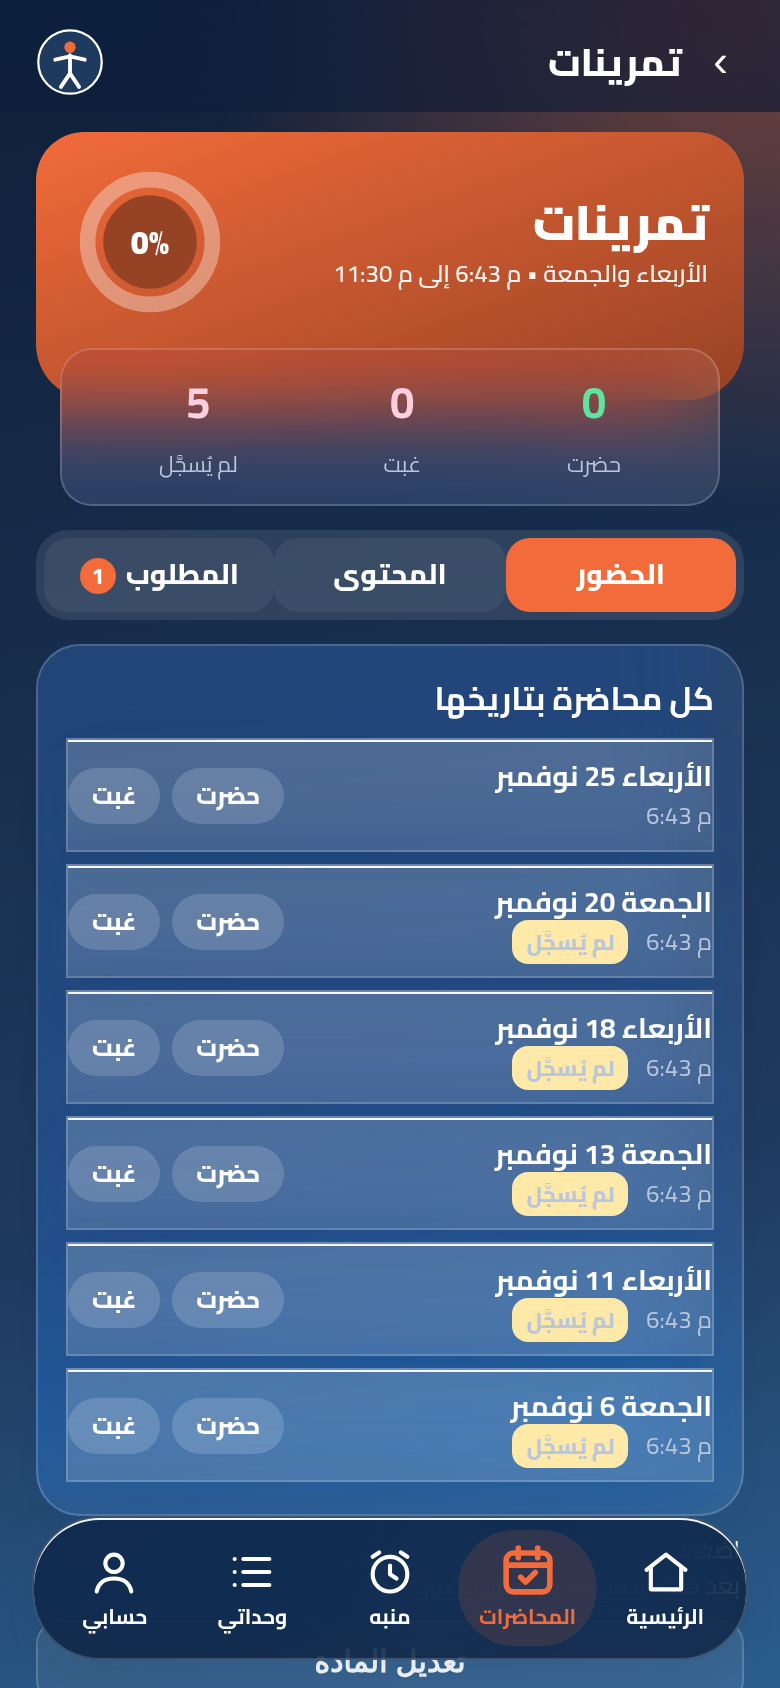 تمرينات
0%
تمرينات
الأربعاء والجمعة ▪ م 6:43 إلى م 11:30
0
0
5
حضرت
غبت
لم يُسجَّل
الحضور
المحتوى
المطلوب 1
كل محاضرة بتاريخها
الأربعاء 25 نوفمبر
م 6:43
حضرت
غبت
الجمعة 20 نوفمبر
م 6:43 لم يُسجَّل
حضرت
غبت
الأربعاء 18 نوفمبر
م 6:43 لم يُسجَّل
حضرت
غبت
الجمعة 13 نوفمبر
م 6:43 لم يُسجَّل
حضرت
غبت
الأربعاء 11 نوفمبر
م 6:43 لم يُسجَّل
حضرت
غبت
الجمعة 6 نوفمبر
م 6:43 لم يُسجَّل
حضرت
غبت
بعد
الرئيسية
المحاضرات
منبه
وحداتي
حسابي
تعديل المادة